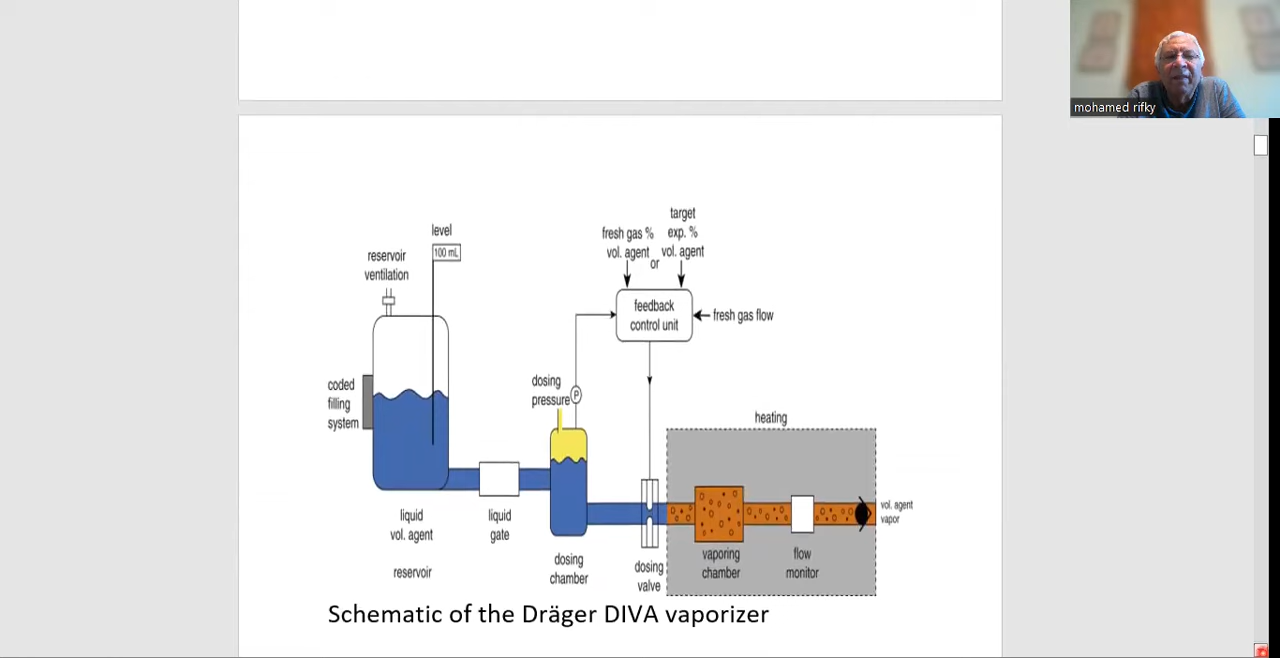 mohamed rifky
level
100 mL
reservoir
ventilation
coded
filling
system
liquid
vol. agent
reservoir
liquid
gate
dosing
pressure
P
dosing
chamber
fresh gas %
vol. agent
or
target
exp. %
vol. agent
feedback
control unit
fresh gas flow
dosing
valve
heating
vaporing
chamber
flow
monitor
vol. agent
vapor
Schematic of the Dräger DIVA vaporizer